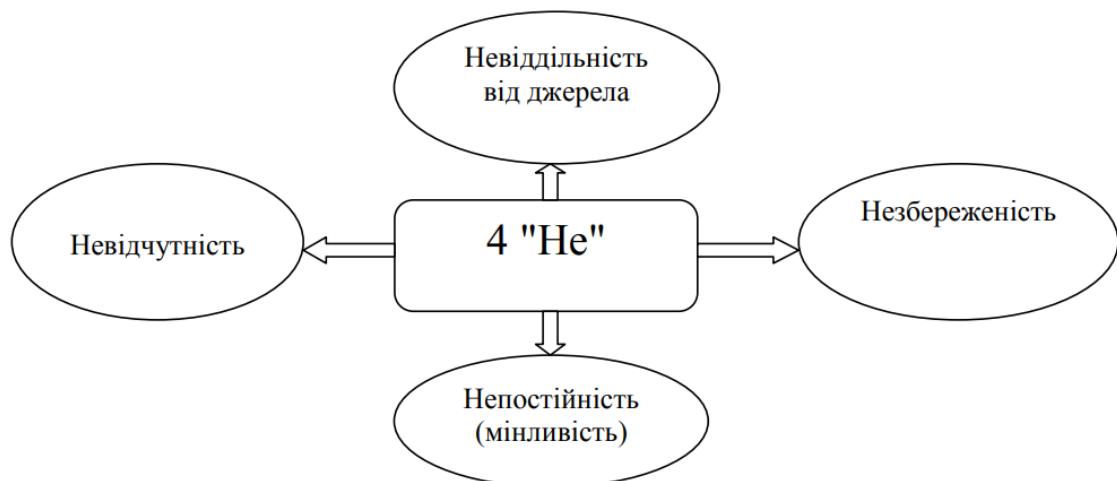 Невіддільність
від джерела
Невідчутність
4 "Не"
Незбереженість
Непостійність
(мінливість)